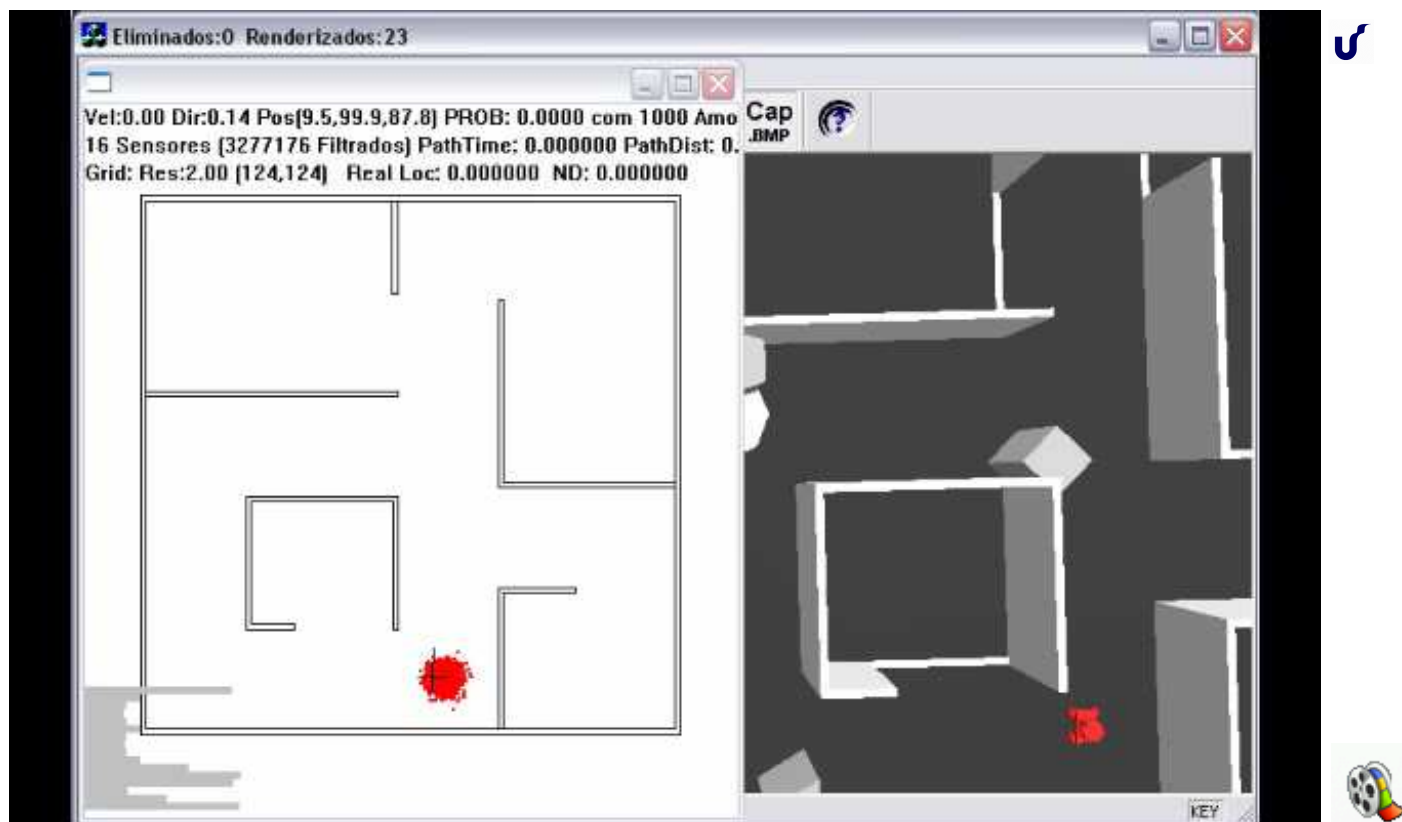 Eliminados:0 Renderizados:23
Vel:0.00 Dir:0.14 Pos(9.5,99.9,87.8) PROB: 0.0000 com 1000 Amo
16 Sensores (3277176 Filtrados) PathTime: 0.000000 PathDist: 0.
Grid: Res:2.00 (124,124) Real Loc: 0.000000 ND: 0.000000
Cap
.BMP
KEY